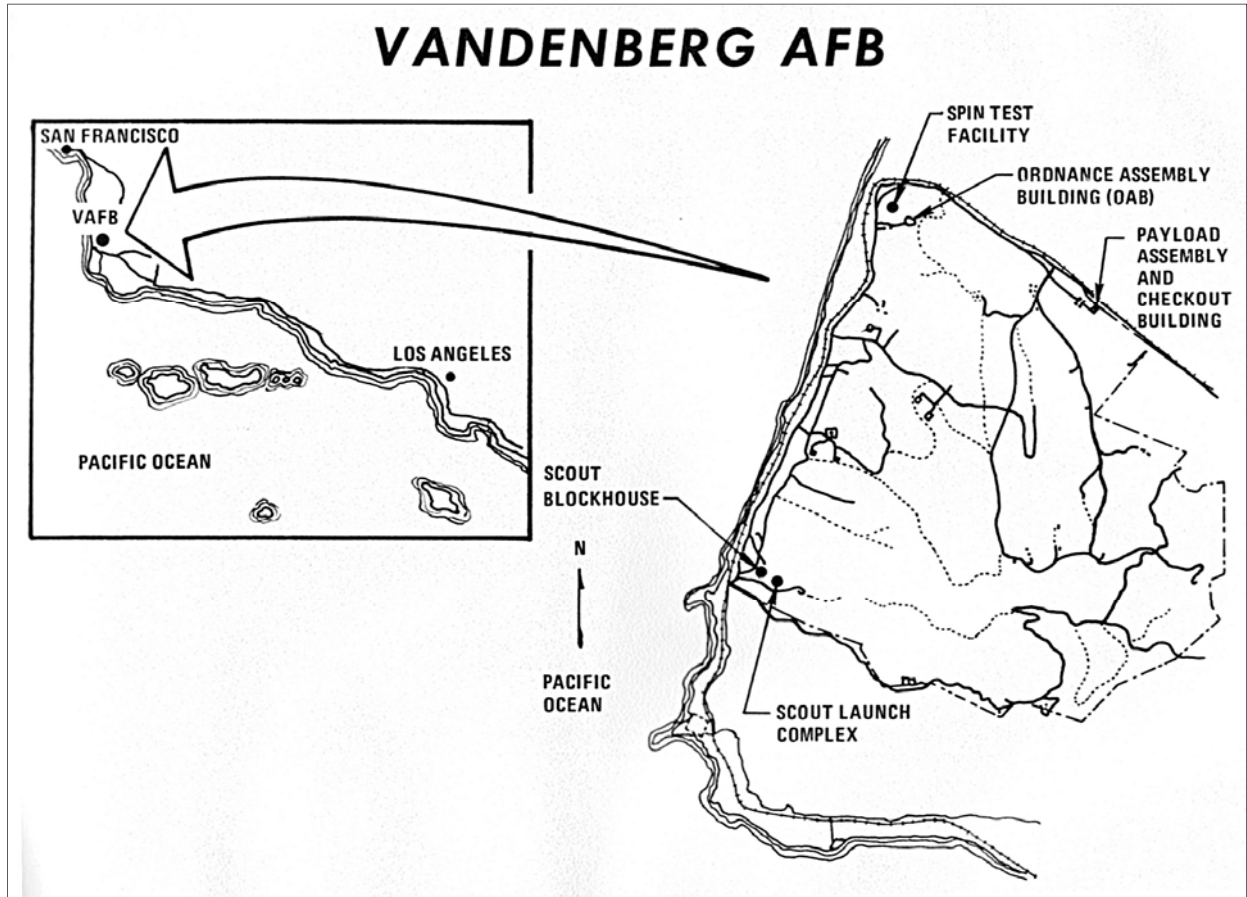 VANDENBERG AFB
SAN FRANCISCO
VAFB
LOS ANGELES
PACIFIC OCEAN
SPIN TEST
FACILITY
ORDNANCE ASSEMBLY
BUILDING (OAB)
PAYLOAD
ASSEMBLY
AND
CHECKOUT
BUILDING
SCOUT
BLOCKHOUSE
N
PACIFIC
OCEAN
SCOUT LAUNCH
COMPLEX